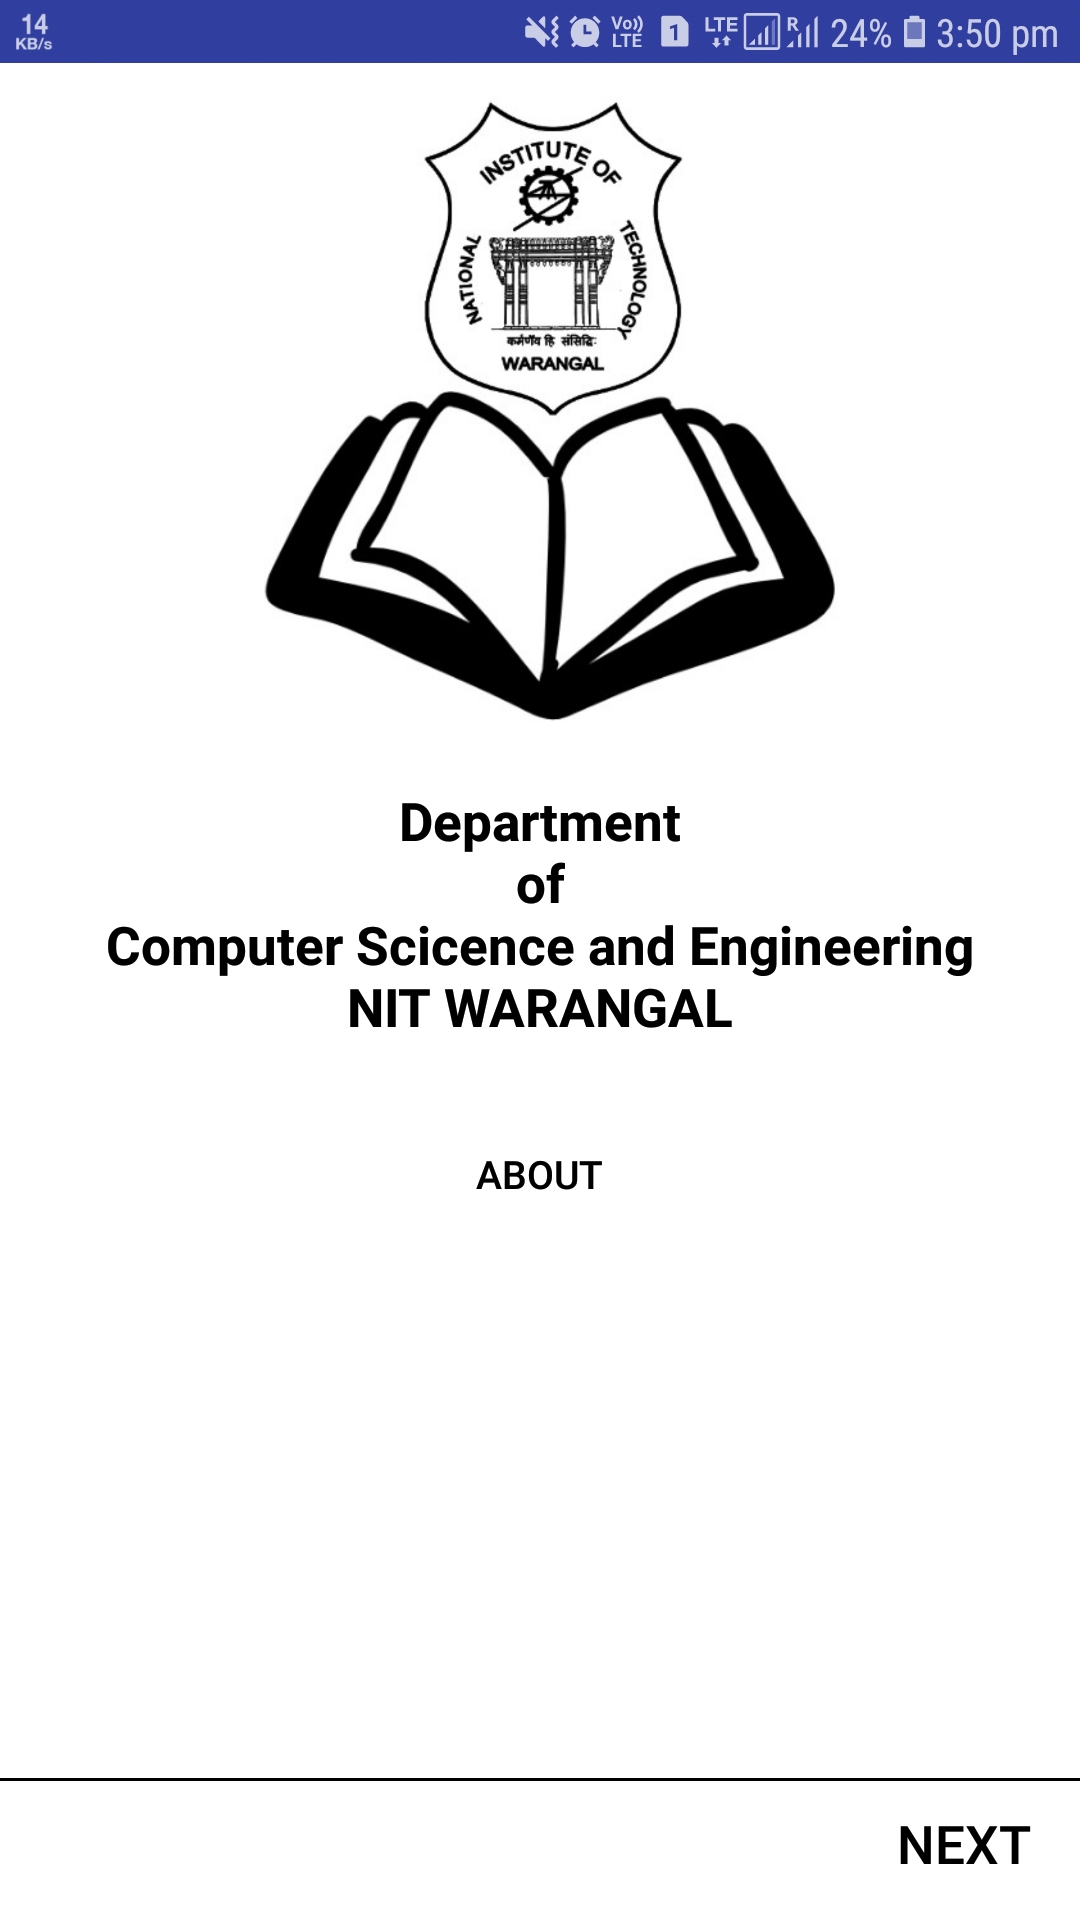 14
KB/s
Vo))
LTE
1
LTE
R
24%
3:50 pm
INSTITUTE OF
NATIONAL
TECHNOLOGY
कर्मण्यैव हि संसिद्धिः
WARANGAL
Department
of
Computer Scicence and Engineering
NIT WARANGAL
ABOUT
NEXT